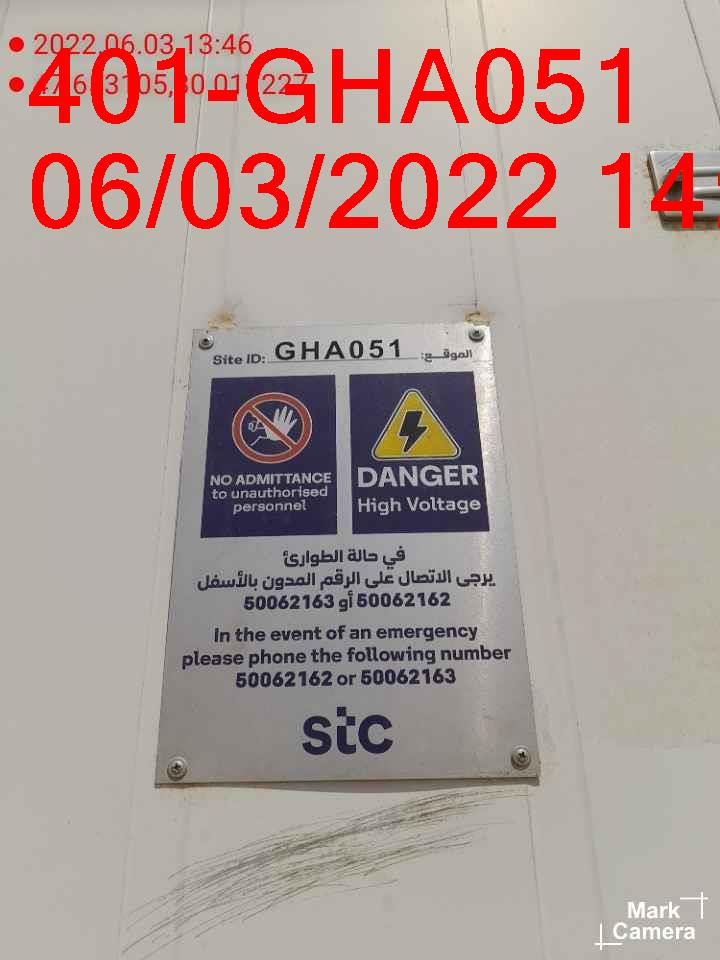 2022.06.03 13:46
401-GHA051
06/03/2022 14:
Site ID: GHA051 الموقع:
NO ADMITTANCE
to unauthorised
personnel
DANGER
High Voltage
في حالة الطوارئ
يرجى الاتصال على الرقم المدون بالأسفل
50062162 أو 50062163
In the event of an emergency
please phone the following number
50062162 or 50062163
stc
Mark
Camera